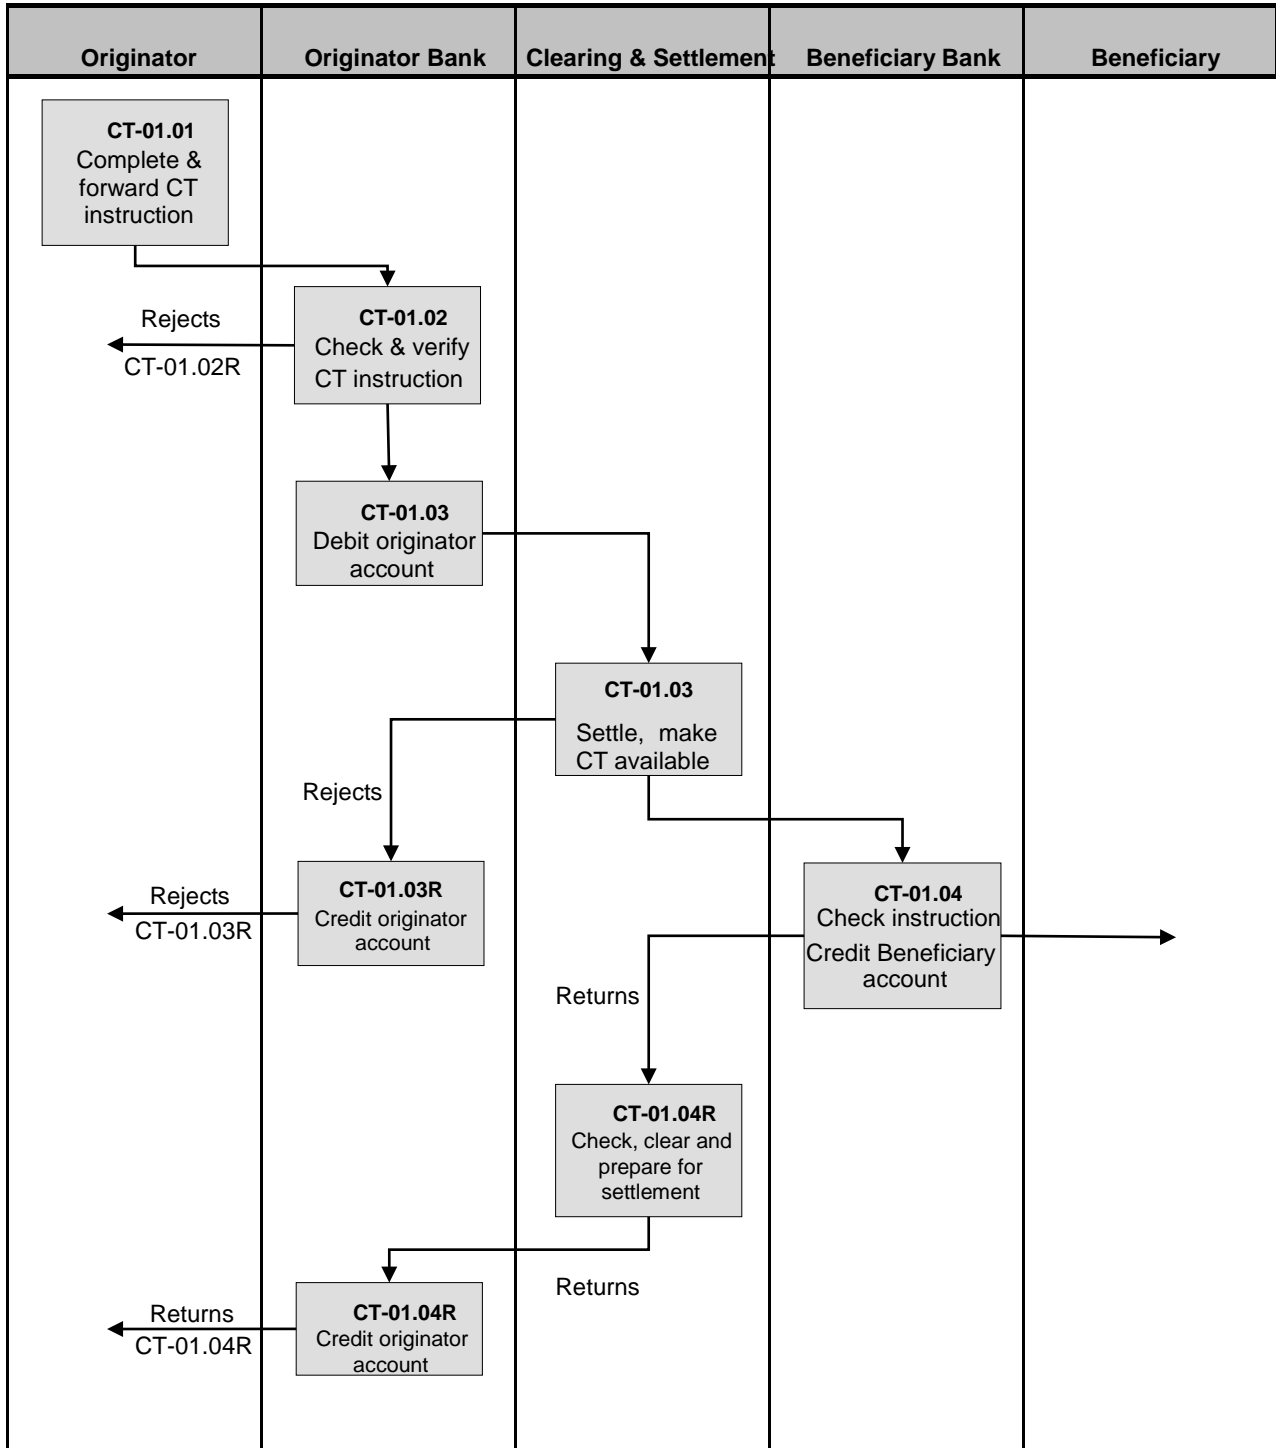 Originator
Originator Bank
Clearing & Settlement
Beneficiary Bank
Beneficiary
CT-01.01
Complete &
forward CT
instruction
Rejects
CT-01.02R
CT-01.02
Check & verify
CT instruction
CT-01.03
Debit originator
account
CT-01.03
Settle, make
CT available
Rejects
Rejects
CT-01.03R
CT-01.03R
Credit originator
account
CT-01.04
Check instruction
Credit Beneficiary
account
Returns
CT-01.04R
Check, clear and
prepare for
settlement
Returns
Returns
CT-01.04R
CT-01.04R
Credit originator
account